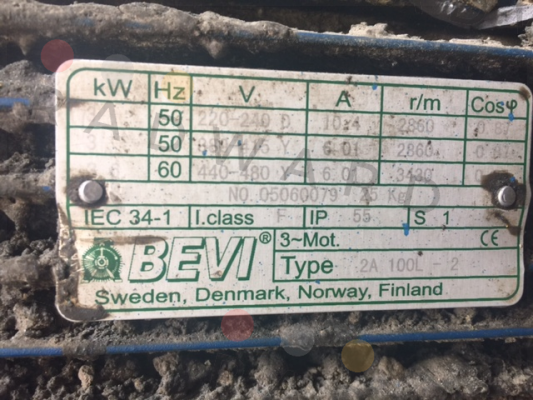 kW Hz V A r/m Cosφ
50 220-240 D 10.4 2860
3 50 Y 6.01 2860
60 440-480 Y 6.01 3430
NO 05060079 25 Kg
IEC 34-1 I.class F IP 55 S 1
BEVI® 3~Mot. CE
Type 2A 100L - 2
Sweden, Denmark, Norway, Finland